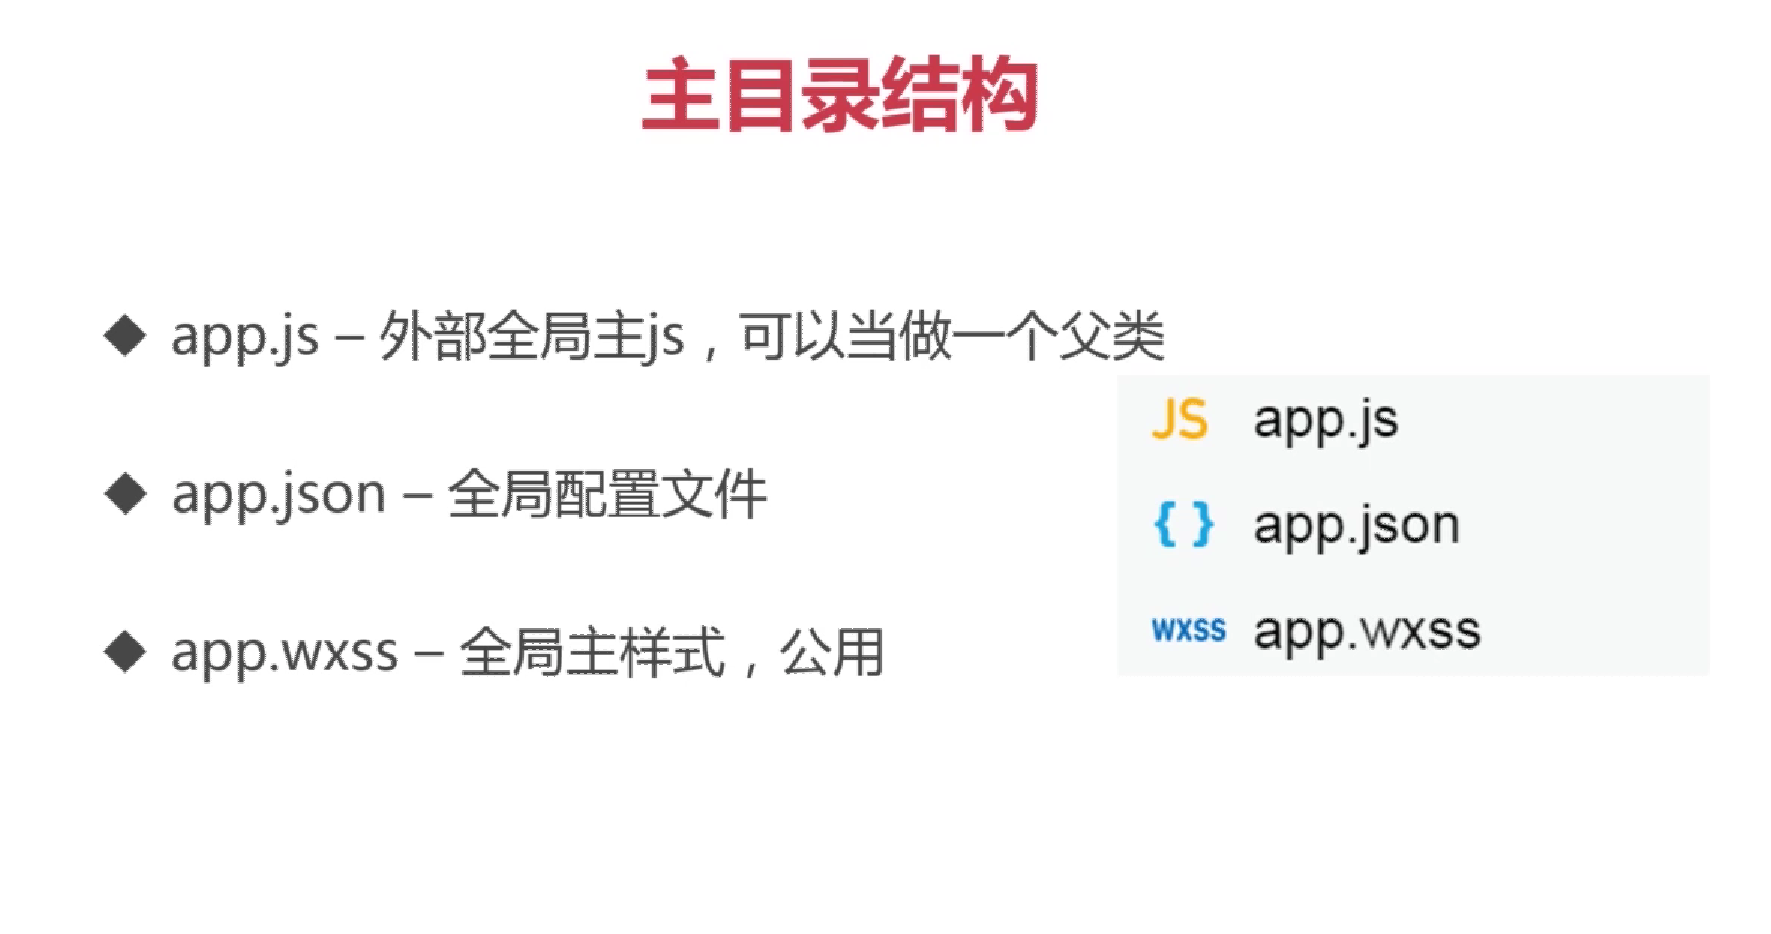 主目录结构
◆ app.js – 外部全局主js，可以当做一个父类
◆ app.json – 全局配置文件
◆ app.wxss – 全局主样式，公用
JS app.js
{ } app.json
wxss app.wxss